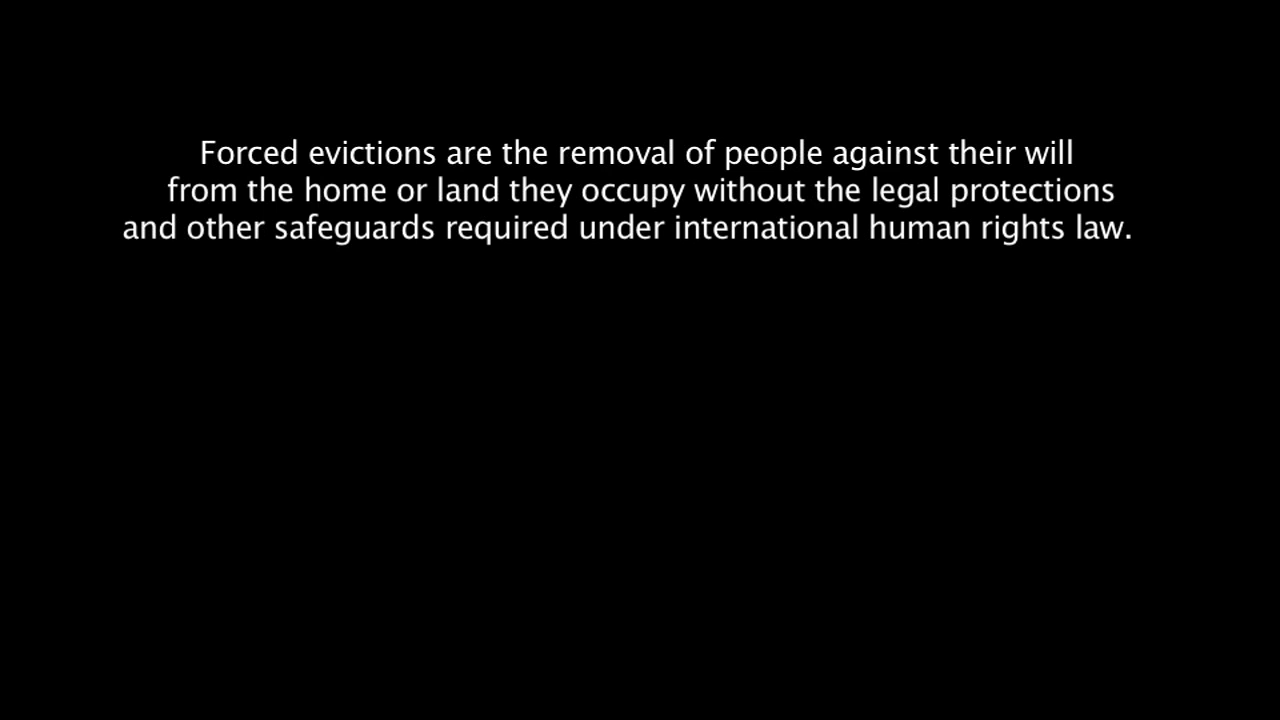 Forced evictions are the removal of people against their will
from the home or land they occupy without the legal protections
and other safeguards required under international human rights law.